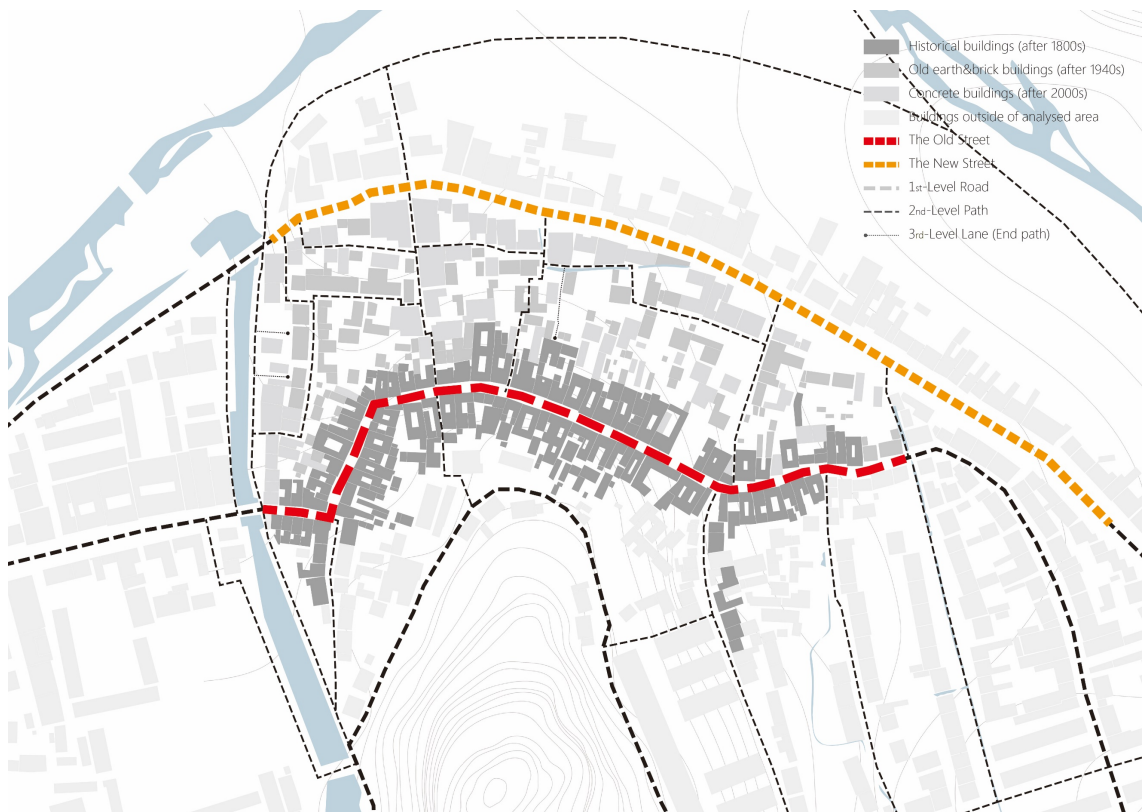 Historical buildings (after 1800s)
Old earth&brick buildings (after 1940s)
Concrete buildings (after 2000s)
Buildings outside of analysed area
The Old Street
The New Street
1st-Level Road
2nd-Level Path
3rd-Level Lane (End path)